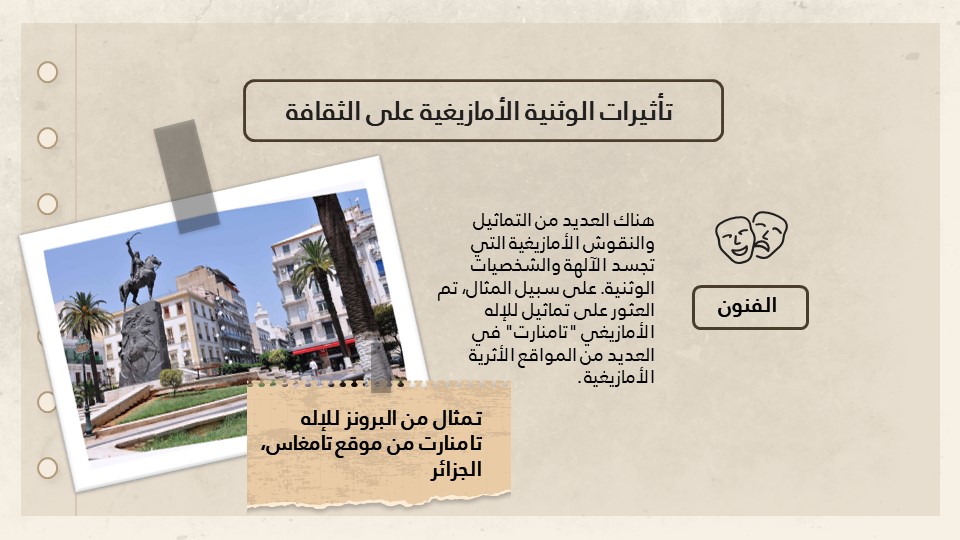 تأثيرات الوثنية الأمازيغية على الثقافة
الفنون
هناك العديد من التماثيل
والنقوش الأمازيغية التي
تجسد الآلهة والشخصيات
الوثنية. على سبيل المثال، تم
العثور على تماثيل للإله
الأمازيغي "تامنارت" في
العديد من المواقع الأثرية
الأمازيغية.
تمثال من البرونز للإله
تامنارت من موقع تامغاس،
الجزائر